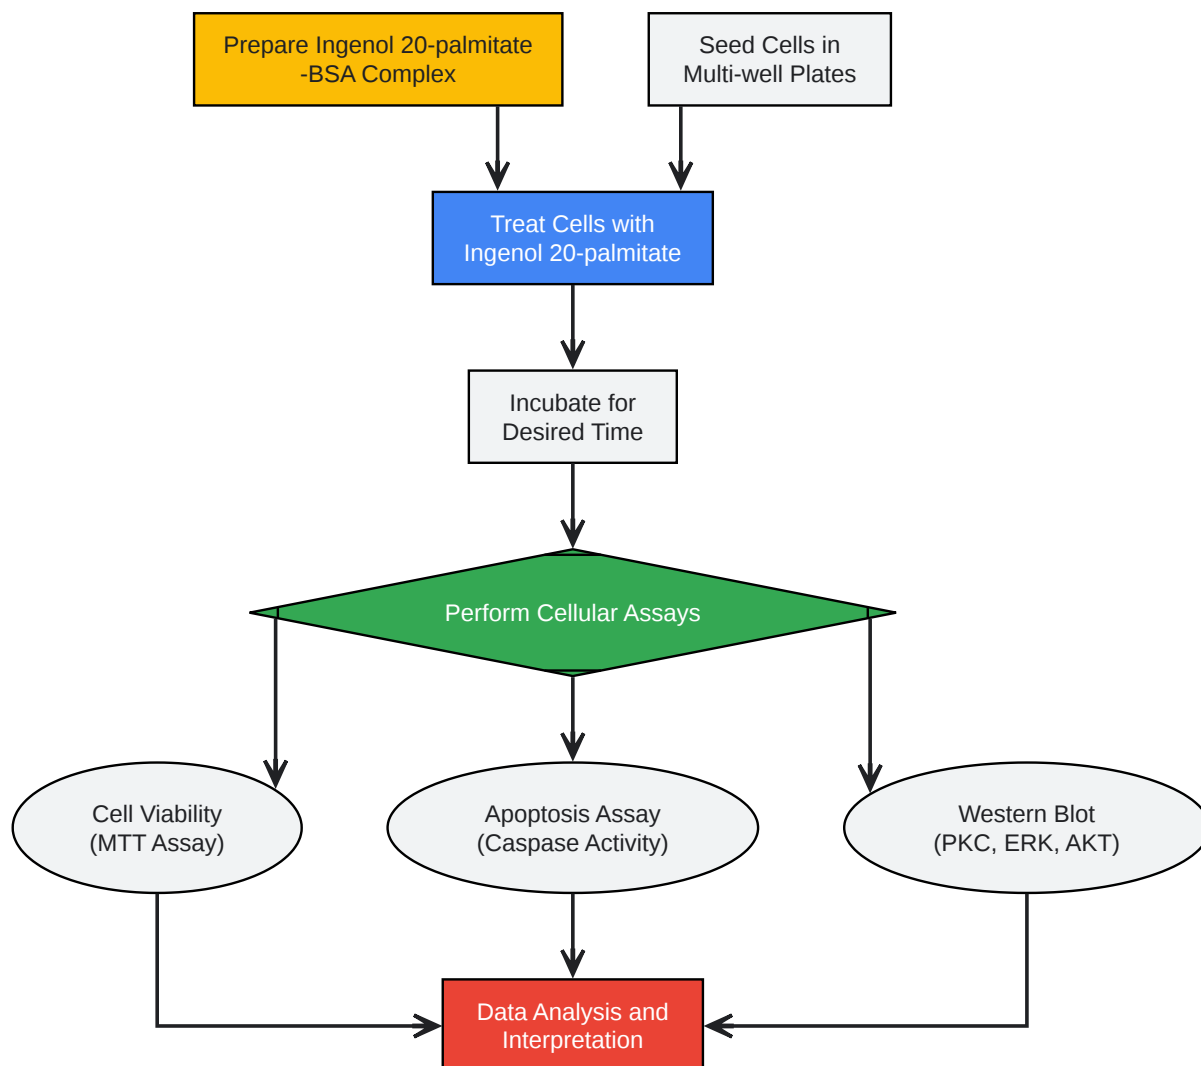 Prepare Ingenol 20-palmitate
-BSA Complex
Seed Cells in
Multi-well Plates
Treat Cells with
Ingenol 20-palmitate
Incubate for
Desired Time
Perform Cellular Assays
Cell Viability
(MTT Assay)
Apoptosis Assay
(Caspase Activity)
Western Blot
(PKC, ERK, AKT)
Data Analysis and
Interpretation